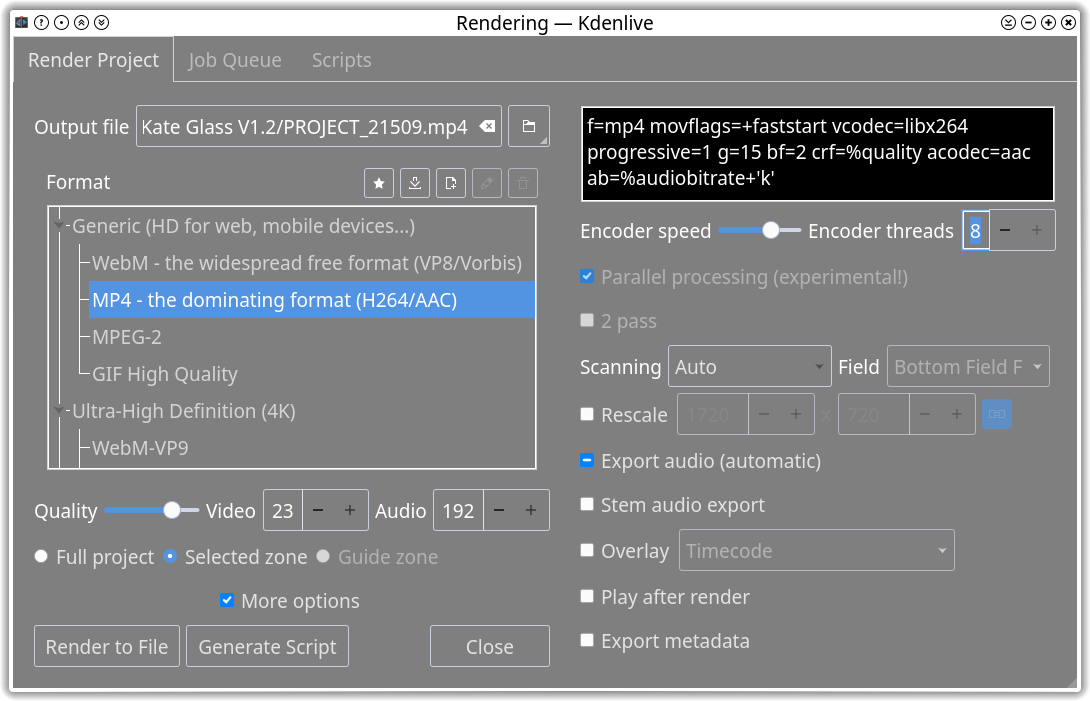 Rendering — Kdenlive
Render Project
Job Queue
Scripts
Output file
Kate Glass V1.2/PROJECT_21509.mp4
Format
Generic (HD for web, mobile devices...)
WebM - the widespread free format (VP8/Vorbis)
MP4 - the dominating format (H264/AAC)
MPEG-2
GIF High Quality
Ultra-High Definition (4K)
WebM-VP9
Quality
Video
23
Audio
192
Full project
Selected zone
Guide zone
More options
Render to File
Generate Script
Close
f=mp4 movflags=+faststart vcodec=libx264
progressive=1 g=15 bf=2 crf=%quality acodec=aac
ab=%audiobitrate+'k'
Encoder speed
Encoder threads
8
Parallel processing (experimental!)
2 pass
Scanning
Auto
Field
Bottom Field F
Rescale
1720
x
720
Export audio (automatic)
Stem audio export
Overlay
Timecode
Play after render
Export metadata